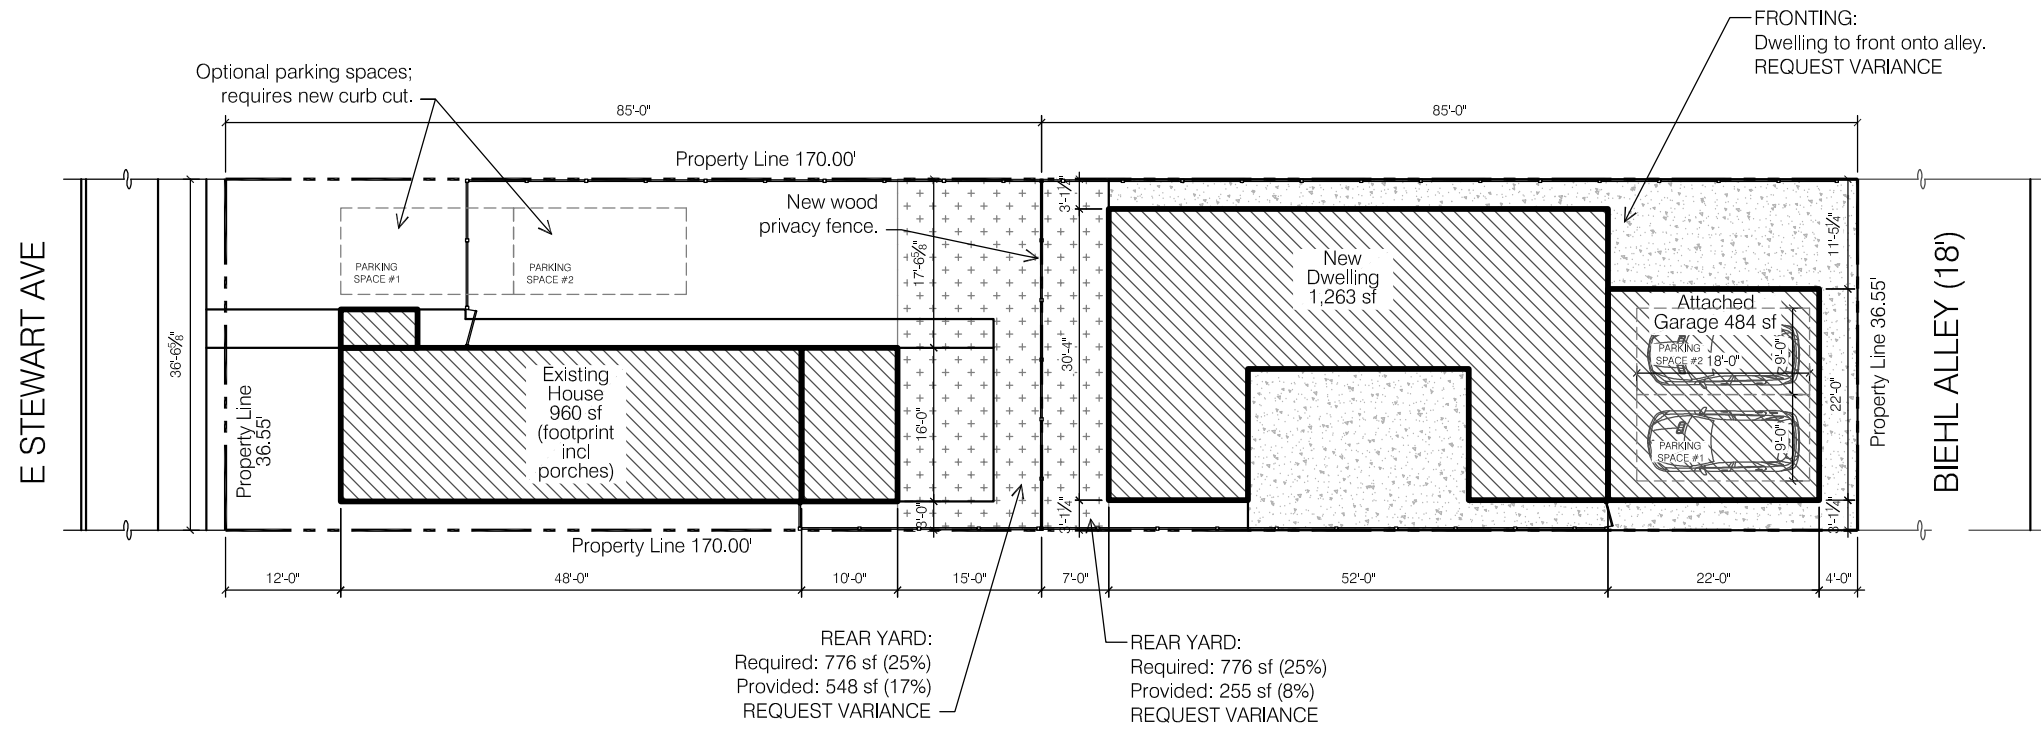 FRONTING:
Dwelling to front onto alley.
REQUEST VARIANCE
Optional parking spaces;
requires new curb cut.
85'-0"
85'-0"
Property Line 170.00'
New wood
privacy fence.
PARKING
SPACE #1
PARKING
SPACE #2
E STEWART AVE
36'-6⅝"
Property Line
36.55'
Existing
House
960 sf
(footprint
incl
porches)
17'-6⅝"
16'-0"
3'-0"
3'-1½"
30'-4"
3'-1¼"
New
Dwelling
1,263 sf
Attached
Garage 484 sf
PARKING
SPACE #2
18'-0"
9'-0"
PARKING
SPACE #1
9'-0"
11'-5¼"
22'-0"
3'-1¼"
Property Line 36.55'
BIEHL ALLEY (18')
Property Line 170.00'
12'-0"
48'-0"
10'-0"
15'-0"
7'-0"
52'-0"
22'-0"
4'-0"
REAR YARD:
Required: 776 sf (25%)
Provided: 548 sf (17%)
REQUEST VARIANCE
REAR YARD:
Required: 776 sf (25%)
Provided: 255 sf (8%)
REQUEST VARIANCE